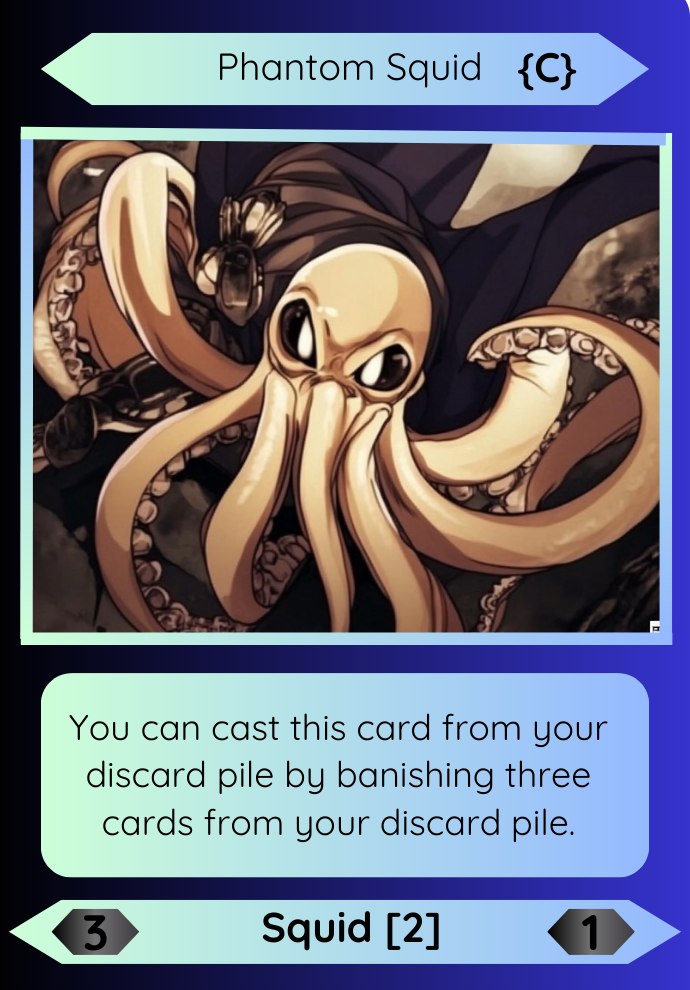 Phantom Squid {C}
You can cast this card from your
discard pile by banishing three
cards from your discard pile.
3 Squid [2] 1